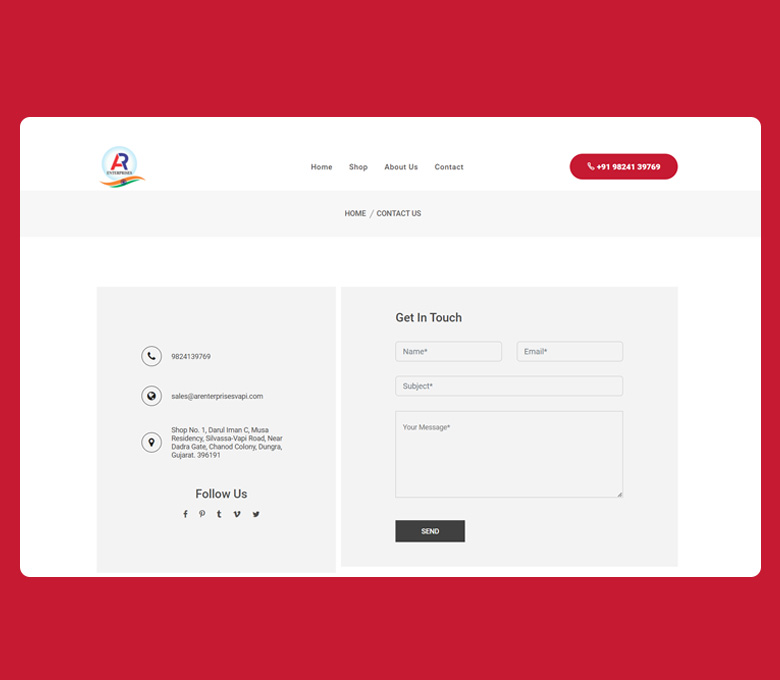 AR
ENTERPRISES
Home Shop About Us Contact
+91 98241 39769
HOME / CONTACT US
9824139769
sales@arenterprisesvapi.com
Shop No. 1, Darul Iman C, Musa
Residency, Silvassa-Vapi Road, Near
Dadra Gate, Chanod Colony, Dungra,
Gujarat. 396191
Follow Us
Get In Touch
Name* Email*
Subject*
Your Message*
SEND